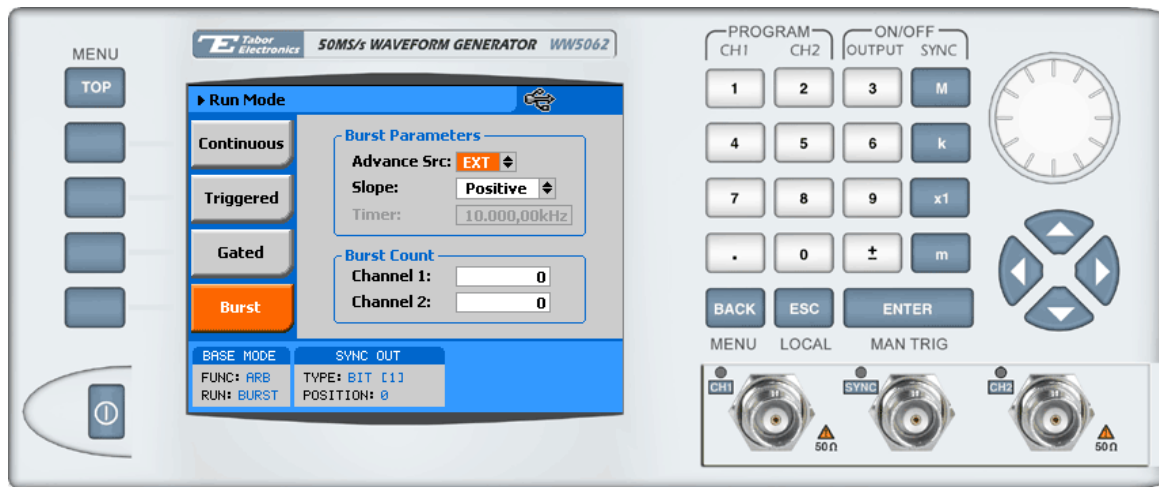 MENU
TOP
Tabor Electronics
50MS/s WAVEFORM GENERATOR WW5062
Run Mode
Continuous
Triggered
Gated
Burst
Burst Parameters
Advance Src: EXT
Slope: Positive
Timer: 10.000,00kHz
Burst Count
Channel 1: 0
Channel 2: 0
BASE MODE
FUNC: ARB
RUN: BURST
SYNC OUT
TYPE: BIT [1]
POSITION: 0
PROGRAM
CH1 CH2
ON/OFF
OUTPUT SYNC
1 2 3 M
4 5 6 k
7 8 9 x1
. 0 ± m
BACK ESC ENTER
MENU LOCAL MAN TRIG
CH1 SYNC CH2
50Ω 50Ω